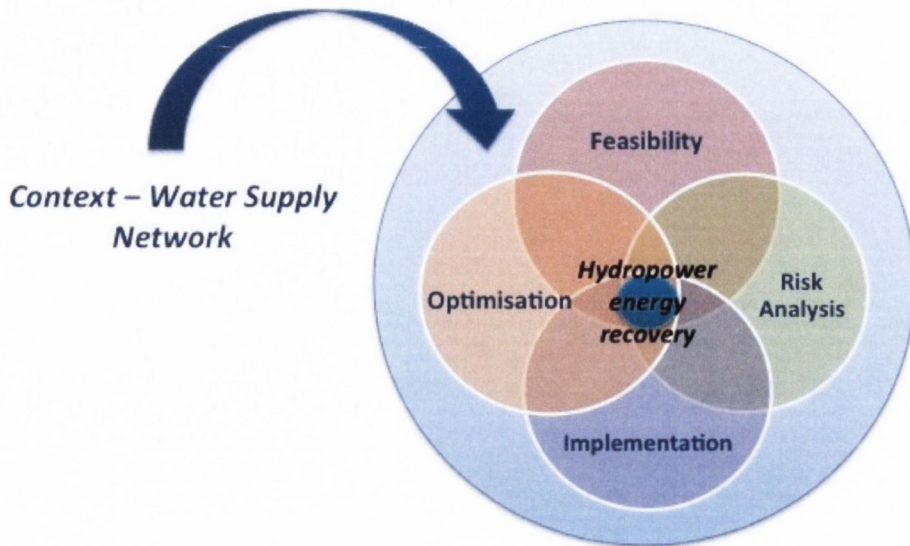 Context – Water Supply
Network
Feasibility
Optimisation
Hydropower
energy
recovery
Risk
Analysis
Implementation